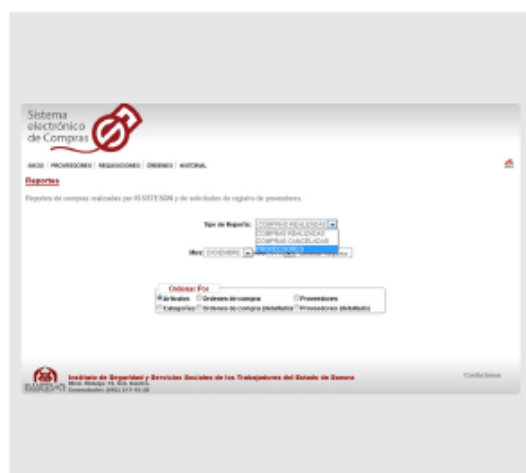 Sistema
electrónico
de Compras
INICIO | PROVEEDORES | REQUISICIONES | ÓRDENES | HISTORIAL
Reportes
Reportes de compras realizadas por ISSSTESON y de solicitudes de registro de proveedores
Tipo de Reporte: COMPRAS REALIZADAS
COMPRAS REALIZADAS
COMPRAS CANCELADAS
PROVEEDORES
Mes: DICIEMBRE
Ordenar Por
Artículos Ordenes de compra Proveedores
Categorías Ordenes de compra (detallado) Proveedores (detallado)
Instituto de Seguridad y Servicios Sociales de los Trabajadores del Estado de Sonora
Contáctanos